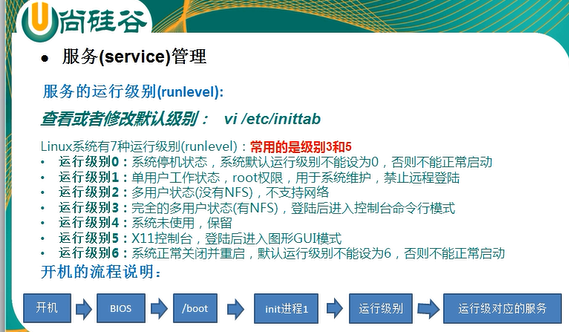 尚硅谷
● 服务(service)管理
服务的运行级别(runlevel):
查看或者修改默认级别： vi /etc/inittab
Linux系统有7种运行级别(runlevel)：常用的是级别3和5
• 运行级别0：系统停机状态，系统默认运行级别不能设为0，否则不能正常启动
• 运行级别1：单用户工作状态，root权限，用于系统维护，禁止远程登陆
• 运行级别2：多用户状态(没有NFS)，不支持网络
• 运行级别3：完全的多用户状态(有NFS)，登陆后进入控制台命令行模式
• 运行级别4：系统未使用，保留
• 运行级别5：X11控制台，登陆后进入图形GUI模式
• 运行级别6：系统正常关闭并重启，默认运行级别不能设为6，否则不能正常启动
开机的流程说明：
开机 BIOS /boot init进程1 运行级别 运行级对应的服务